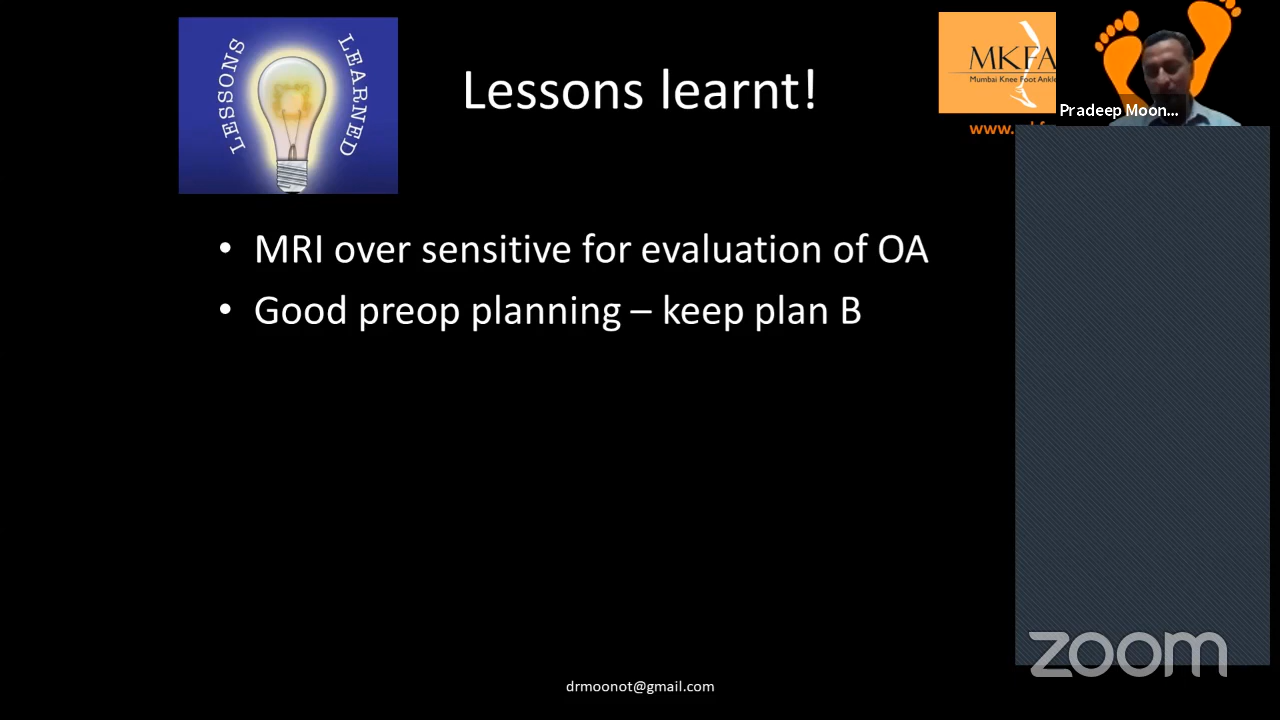 LESSONS
LEARNED
Lessons learnt!
MKFA
Mumbai Knee Foot Ankle
Pradeep Moon...
www.
• MRI over sensitive for evaluation of OA
• Good preop planning – keep plan B
zoom
drmoonot@gmail.com